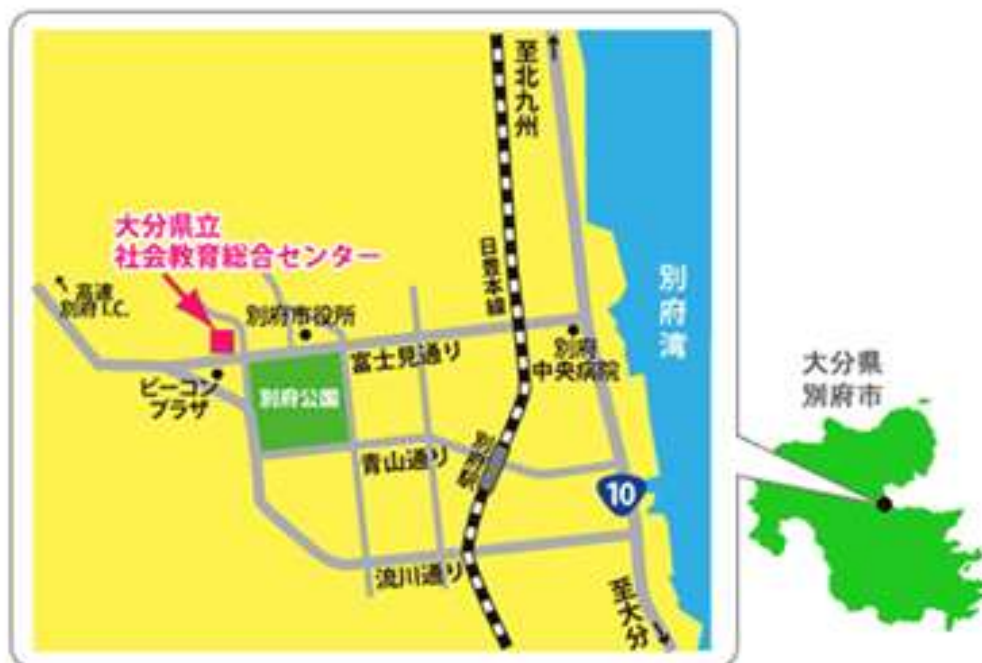 至北九州
大分県立
社会教育総合センター
日豊本線
別府湾
高速
別府I.C.
別府市役所
富士見通り
別府
中央病院
ビーコン
プラザ
別府公園
大分県
別府市
青山通り
別府駅
10
流川通り
至大分